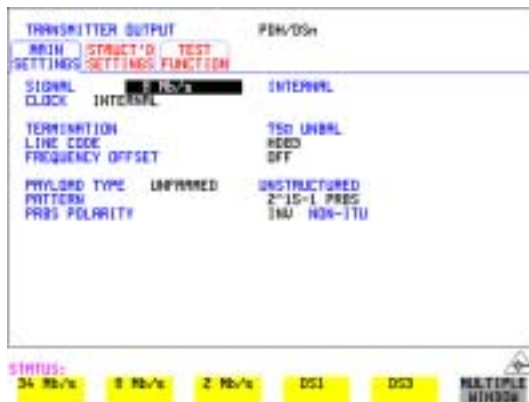 TRANSMITTER OUTPUT PDH/DSn
MAIN STRUCT'D TEST
SETTINGS SETTINGS FUNCTION
SIGNAL 8 Mb/s INTERNAL
CLOCK INTERNAL
TERMINATION 75Ω UNBAL
LINE CODE HDB3
FREQUENCY OFFSET OFF
PAYLOAD TYPE UNFRAMED UNSTRUCTURED
PATTERN 2^15-1 PRBS
PRBS POLARITY INV NON-ITU
STATUS:
34 Mb/s 8 Mb/s 2 Mb/s DS1 DS3 MULTIPLE
WINDOW